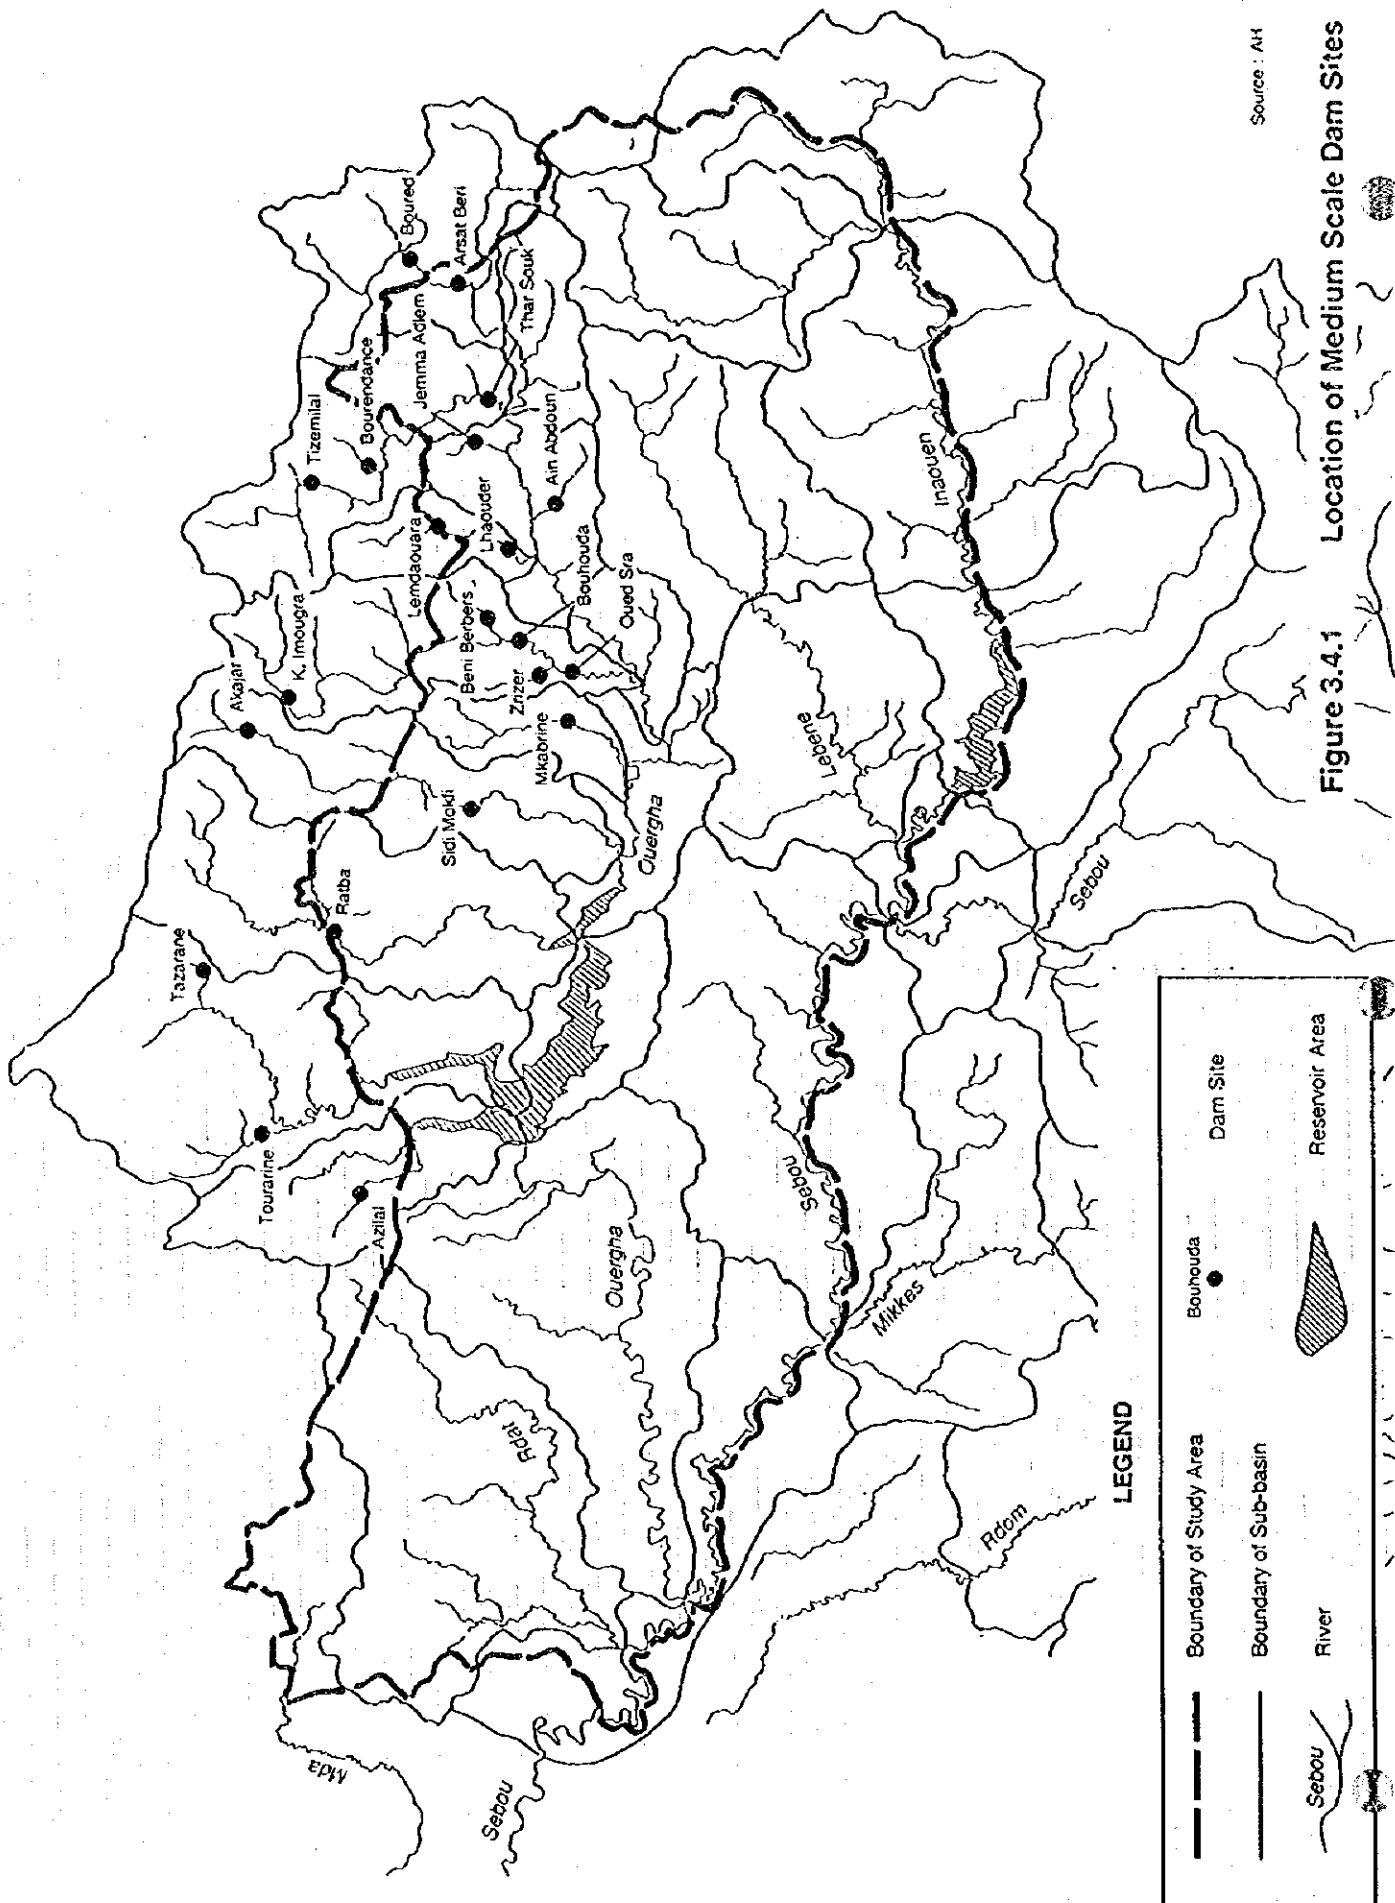 Mda
Sebou
Rdat
Ouergha
Azilal
Tourarine
Tazarane
Ratba
Akajar
K. Imougra
Sidi Mokfi
Mkabrine
Zrizer
Beni Berbers
Lemdaouara
Lhaouder
Tizemilal
Bourendance
Jemma Adlem
Boured
Arsat Beri
Thar Souk
Ain Abdoun
Bouhouda
Oued Sra
Ouergha
Lebene
Inaouen
Sebou
Sebou
Mikkes
Rdom
LEGEND
Boundary of Study Area
Bouhouda
Dam Site
Boundary of Sub-basin
Sebou
River
Reservoir Area
Source : AH
Figure 3.4.1 Location of Medium Scale Dam Sites